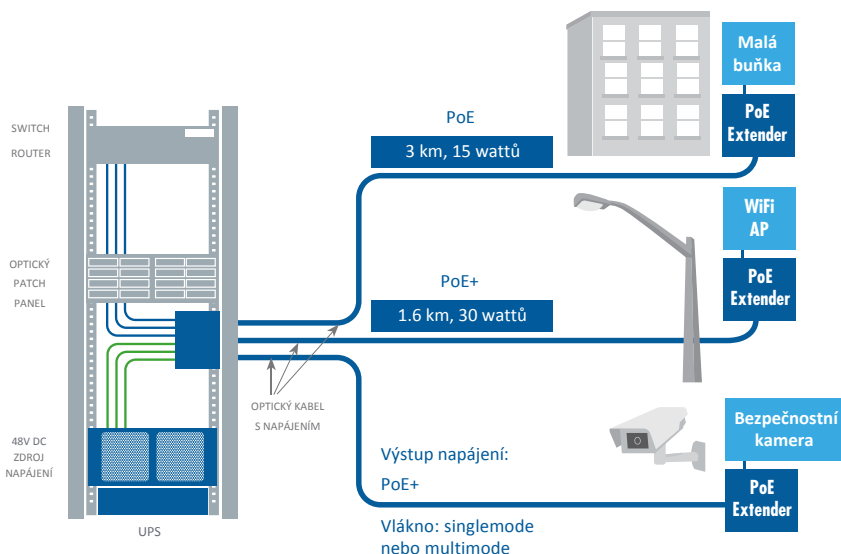 SWITCH
ROUTER
OPTICKÝ
PATCH
PANEL
48V DC
ZDROJ
NAPÁJENÍ
UPS
OPTICKÝ KABEL
S NAPÁJENÍM
PoE
3 km, 15 wattů
PoE+
1.6 km, 30 wattů
Výstup napájení:
PoE+
Vlákno: singlemode
nebo multimode
Malá
buňka
PoE
Extender
WiFi
AP
PoE
Extender
Bezpečnostní
kamera
PoE
Extender